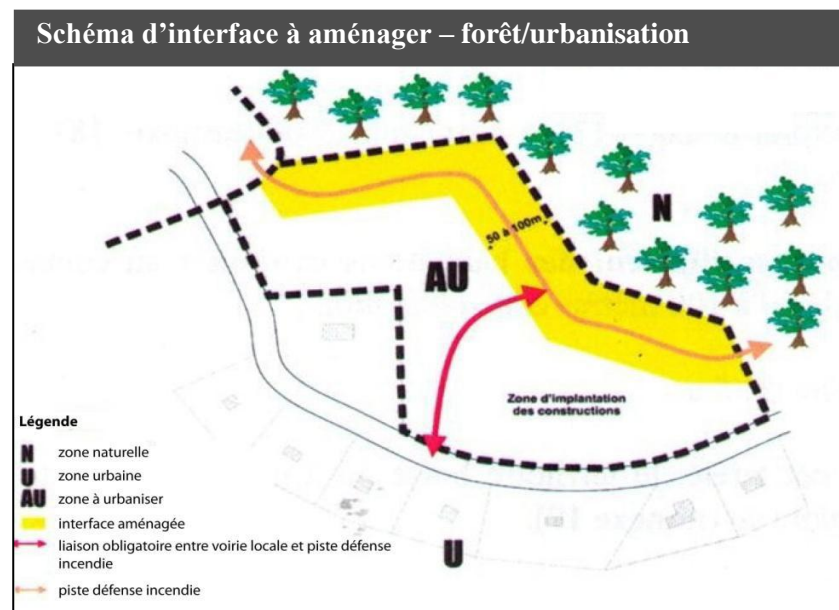 Schéma d'interface à aménager – forêt/urbanisation
N
50 à 100m
AU
Zone d'implantation
des constructions
Légende
N zone naturelle
U zone urbaine
AU zone à urbaniser
interface aménagée
liaison obligatoire entre voirie locale et piste défense
incendie
piste défense incendie
U